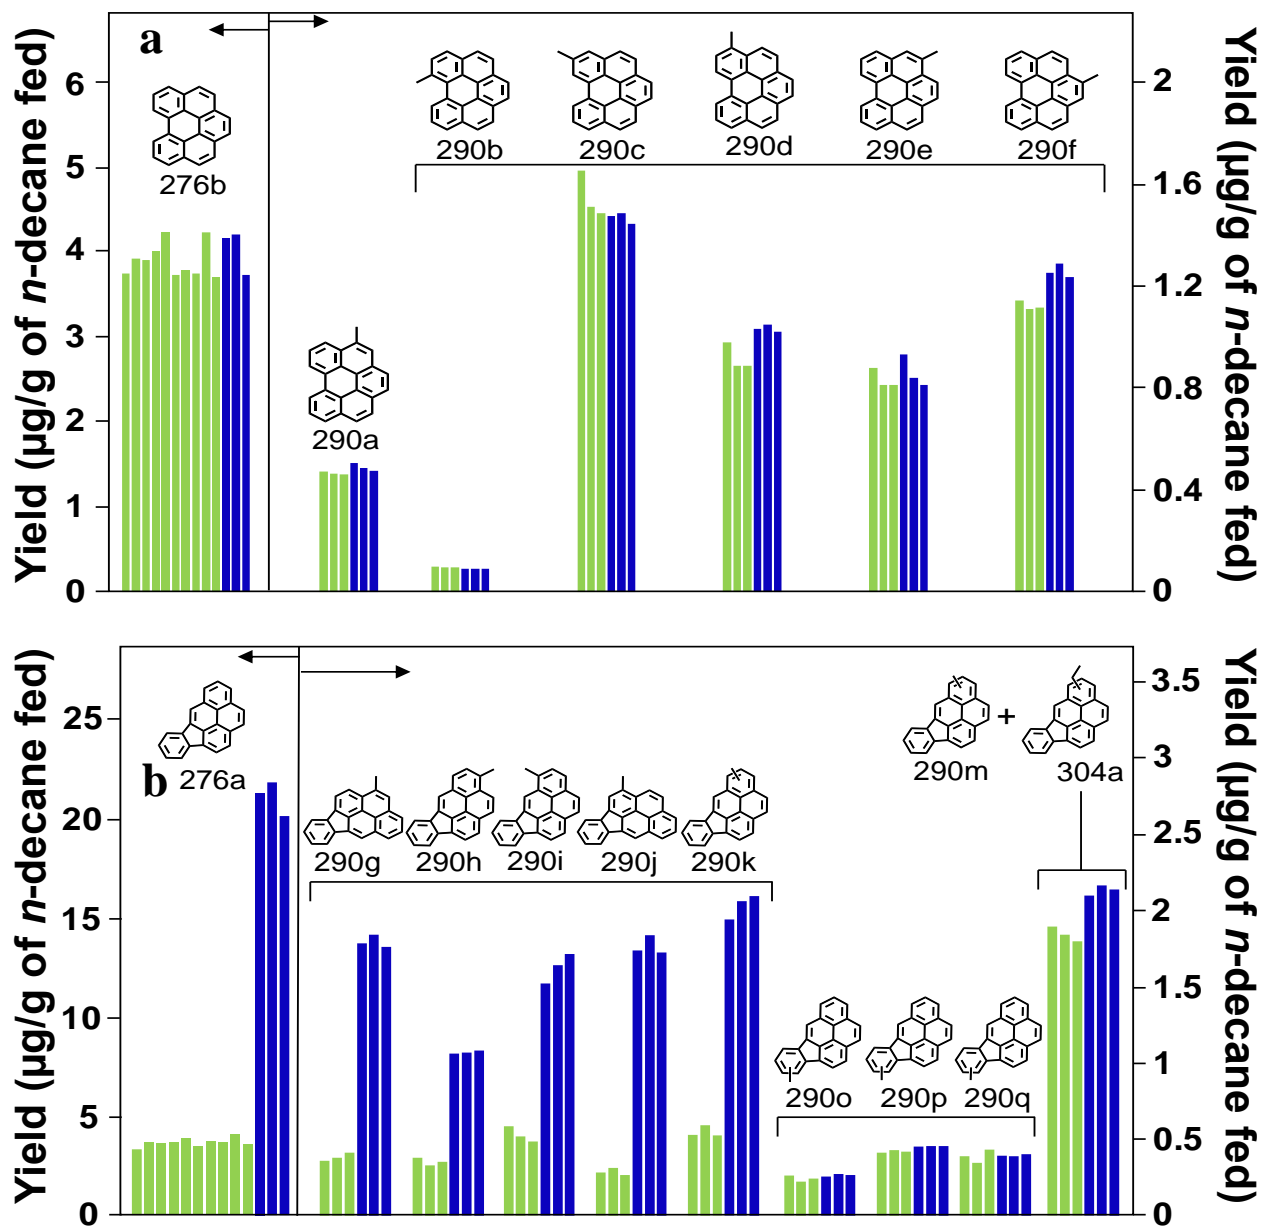 a
Yield (µg/g of n-decane fed)
6
5
4
3
2
1
0
276b
290a
290b
290c
290d
290e
290f
2
1.6
1.2
0.8
0.4
0
Yield (µg/g of n-decane fed)
b
Yield (µg/g of n-decane fed)
25
20
15
10
5
0
276a
290g
290h
290i
290j
290k
290m
+
304a
290o
290p
290q
3.5
3
2.5
2
1.5
1
0.5
0
Yield (µg/g of n-decane fed)